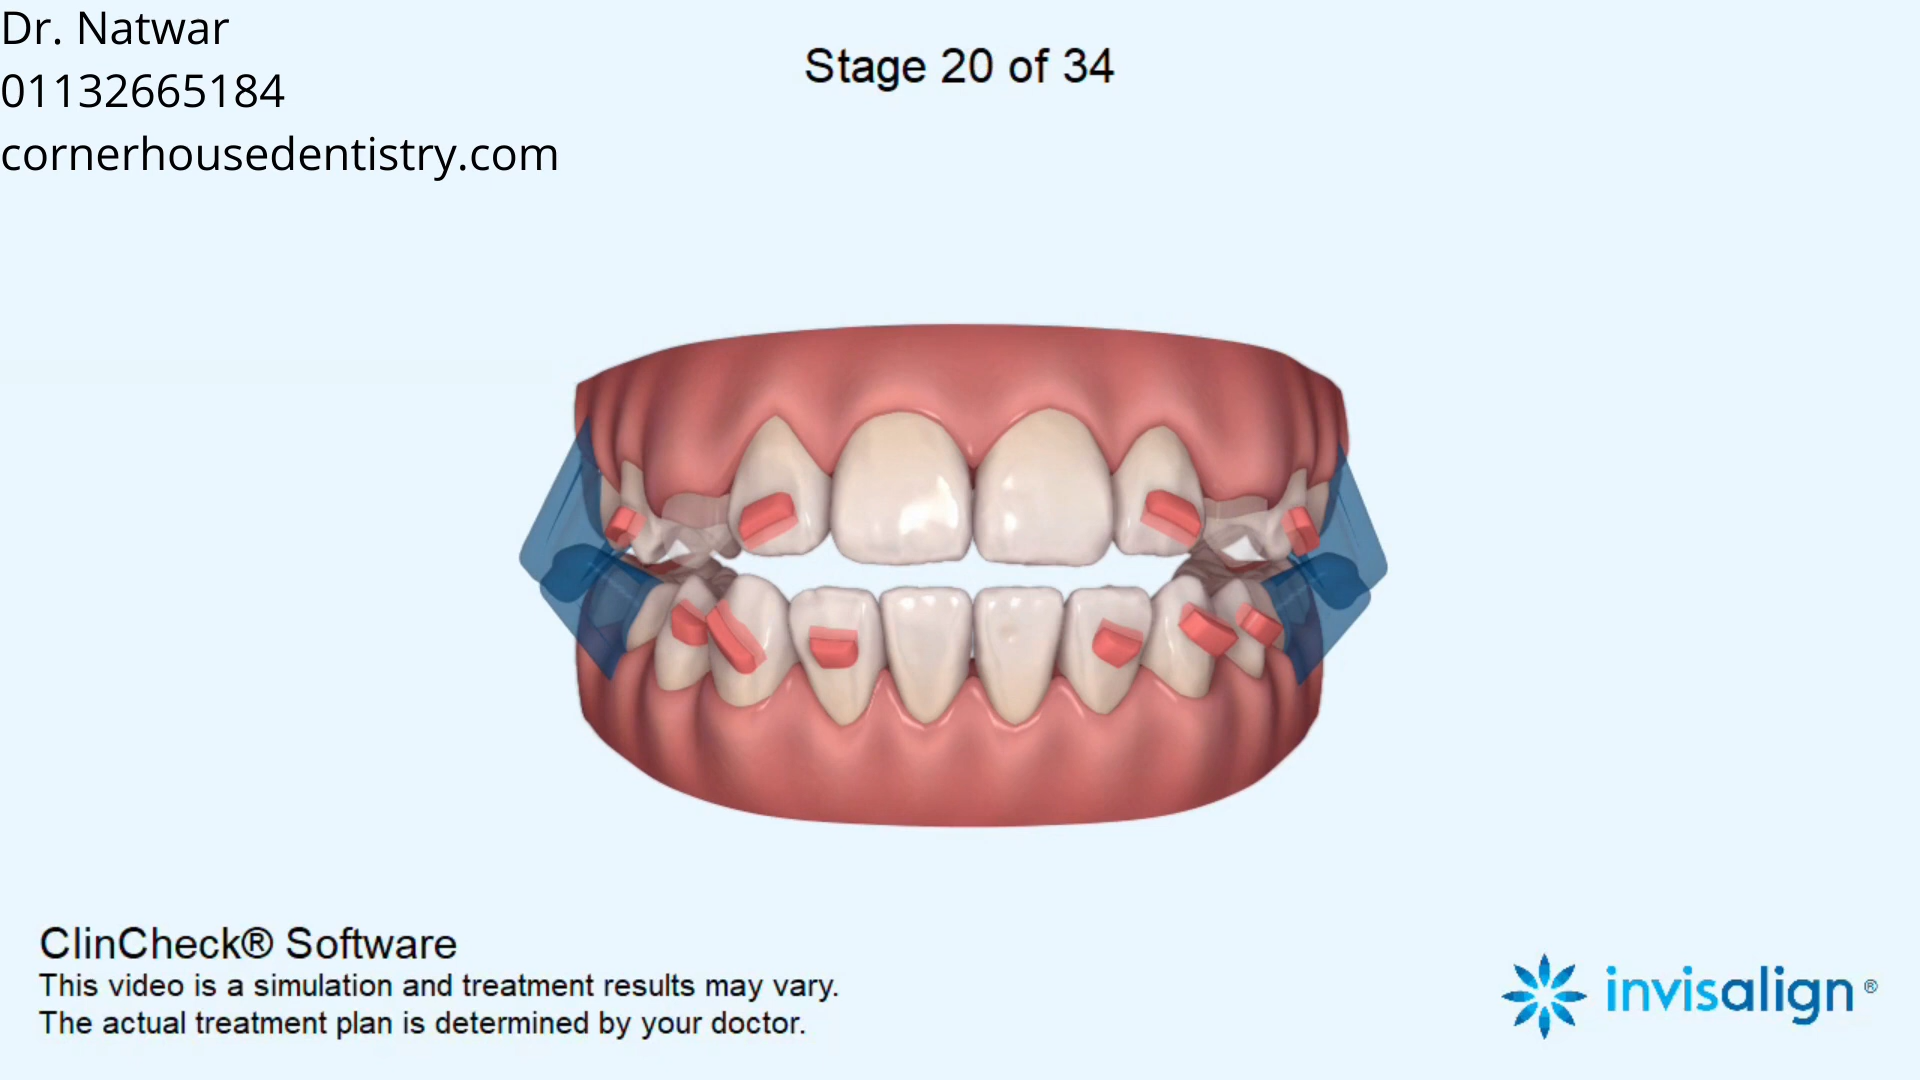 Dr. Natwar
01132665184
cornerhousedentistry.com
Stage 20 of 34
ClinCheck® Software
This video is a simulation and treatment results may vary.
The actual treatment plan is determined by your doctor.
invisalign®